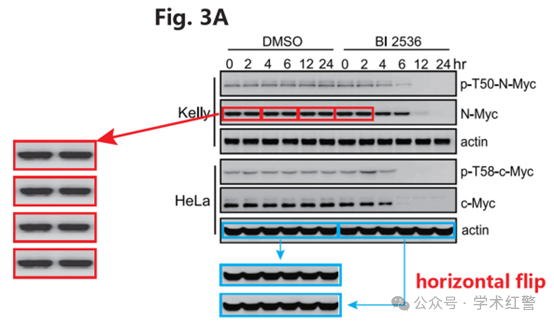 Fig. 3A
DMSO BI 2536
0 2 4 6 12 24 0 2 4 6 12 24 hr
p-T50-N-Myc
Kelly N-Myc
actin
p-T58-c-Myc
HeLa c-Myc
actin
horizontal flip
公众号·学术红警